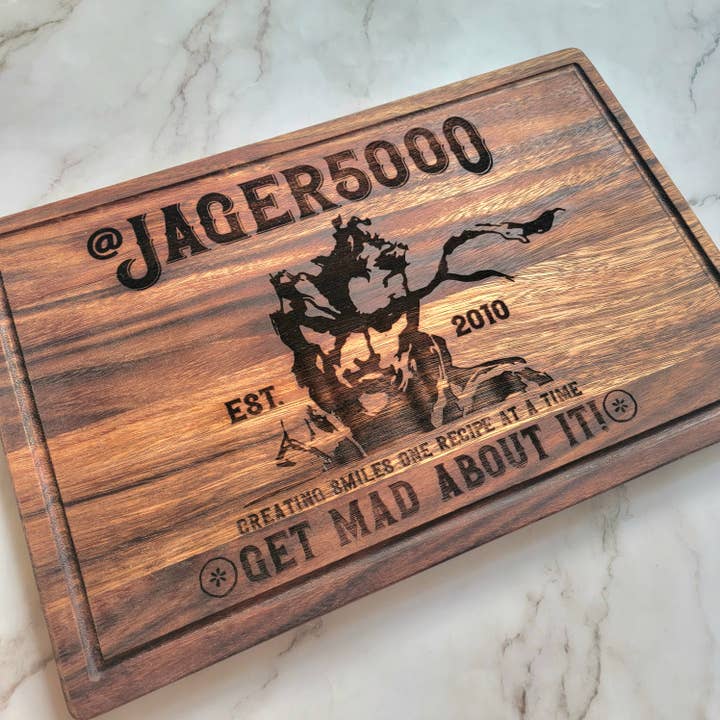 @JAGER5000
EST. 2010
CREATING SMILES ONE RECIPE AT A TIME
GET MAD ABOUT IT!